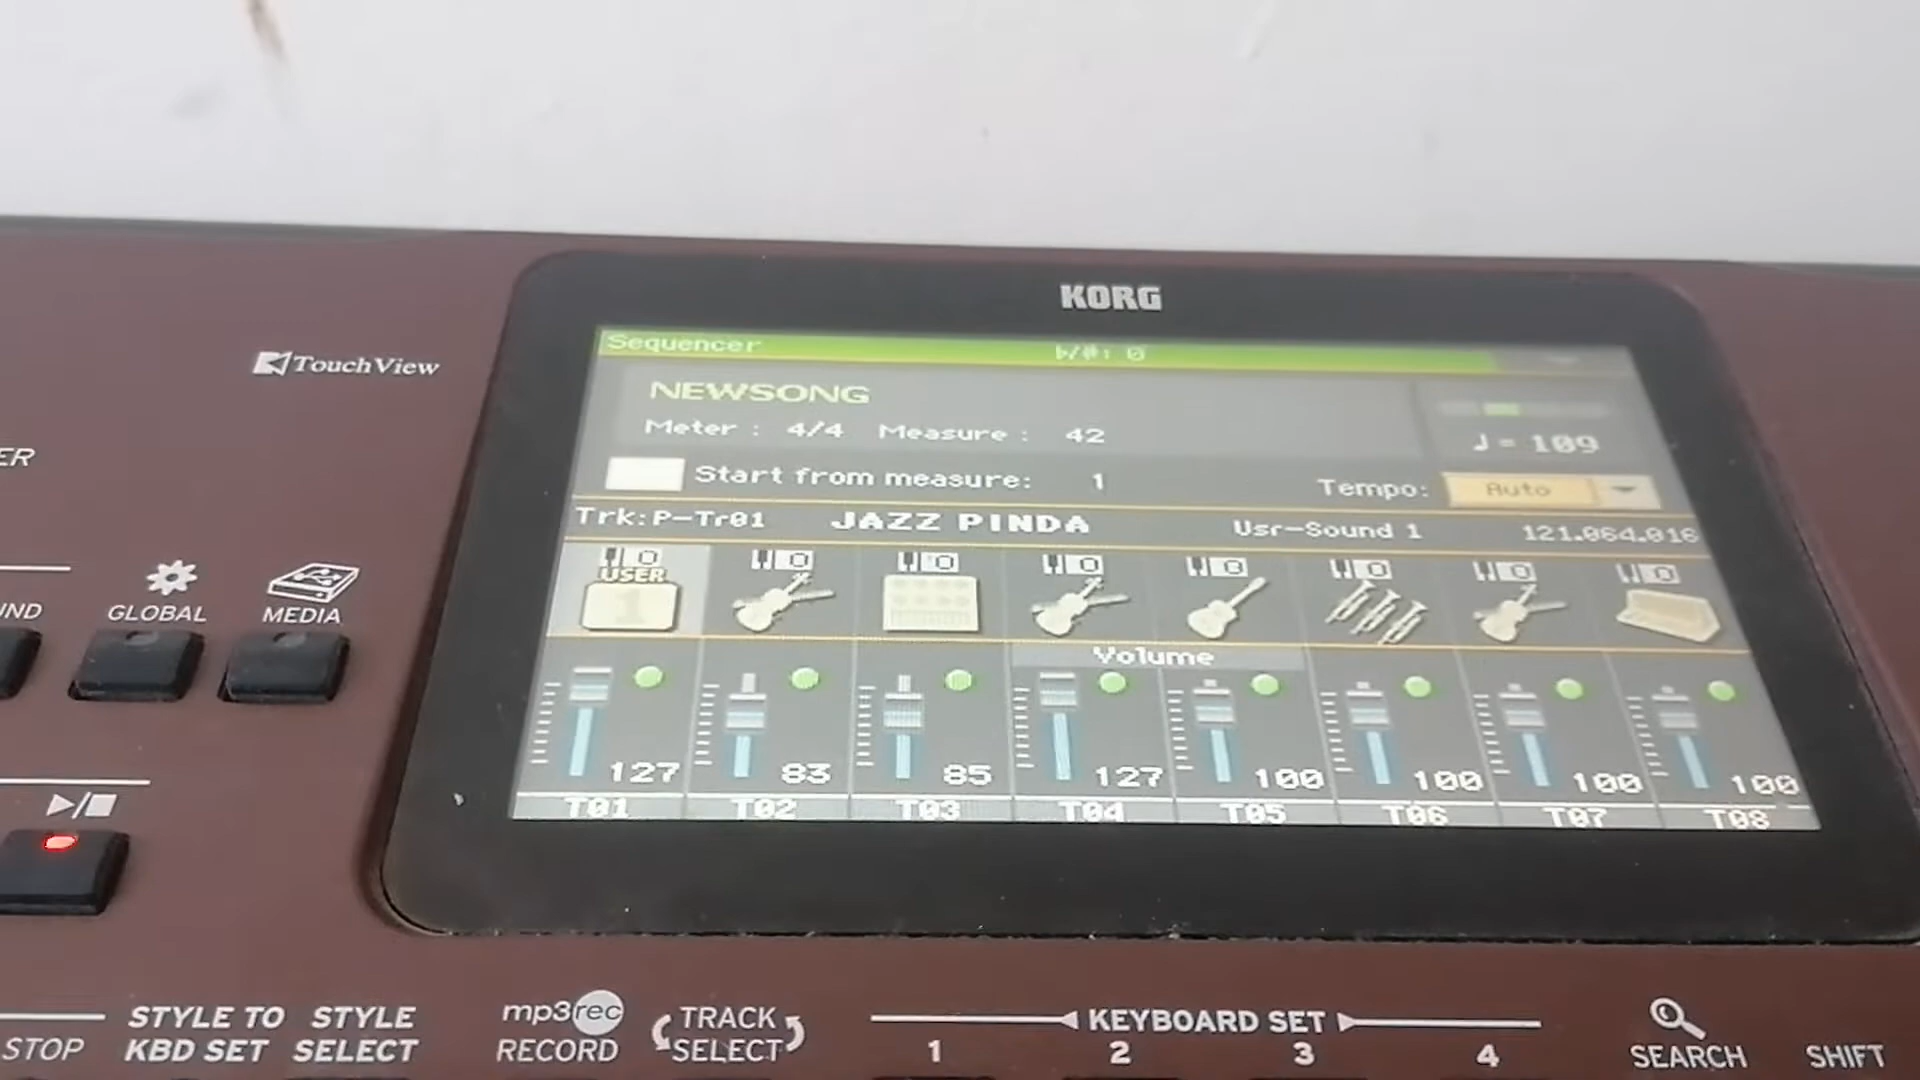 KORG
TouchView
Sequencer
b/#: 0
NEWSONG
Meter : 4/4 Measure : 42
♩ = 109
Start from measure: 1
Tempo: Auto
Trk:P-Tr01 JAZZ PINDA Usr-Sound 1 121.064.016
USER
1
Volume
127 83 85 127 100 100 100 100
T01 T02 T03 T04 T05 T06 T07 T08
ER
UND
GLOBAL
MEDIA
STOP
STYLE TO
KBD SET
STYLE
SELECT
mp3rec
RECORD
TRACK
SELECT
KEYBOARD SET
1 2 3 4
SEARCH
SHIFT